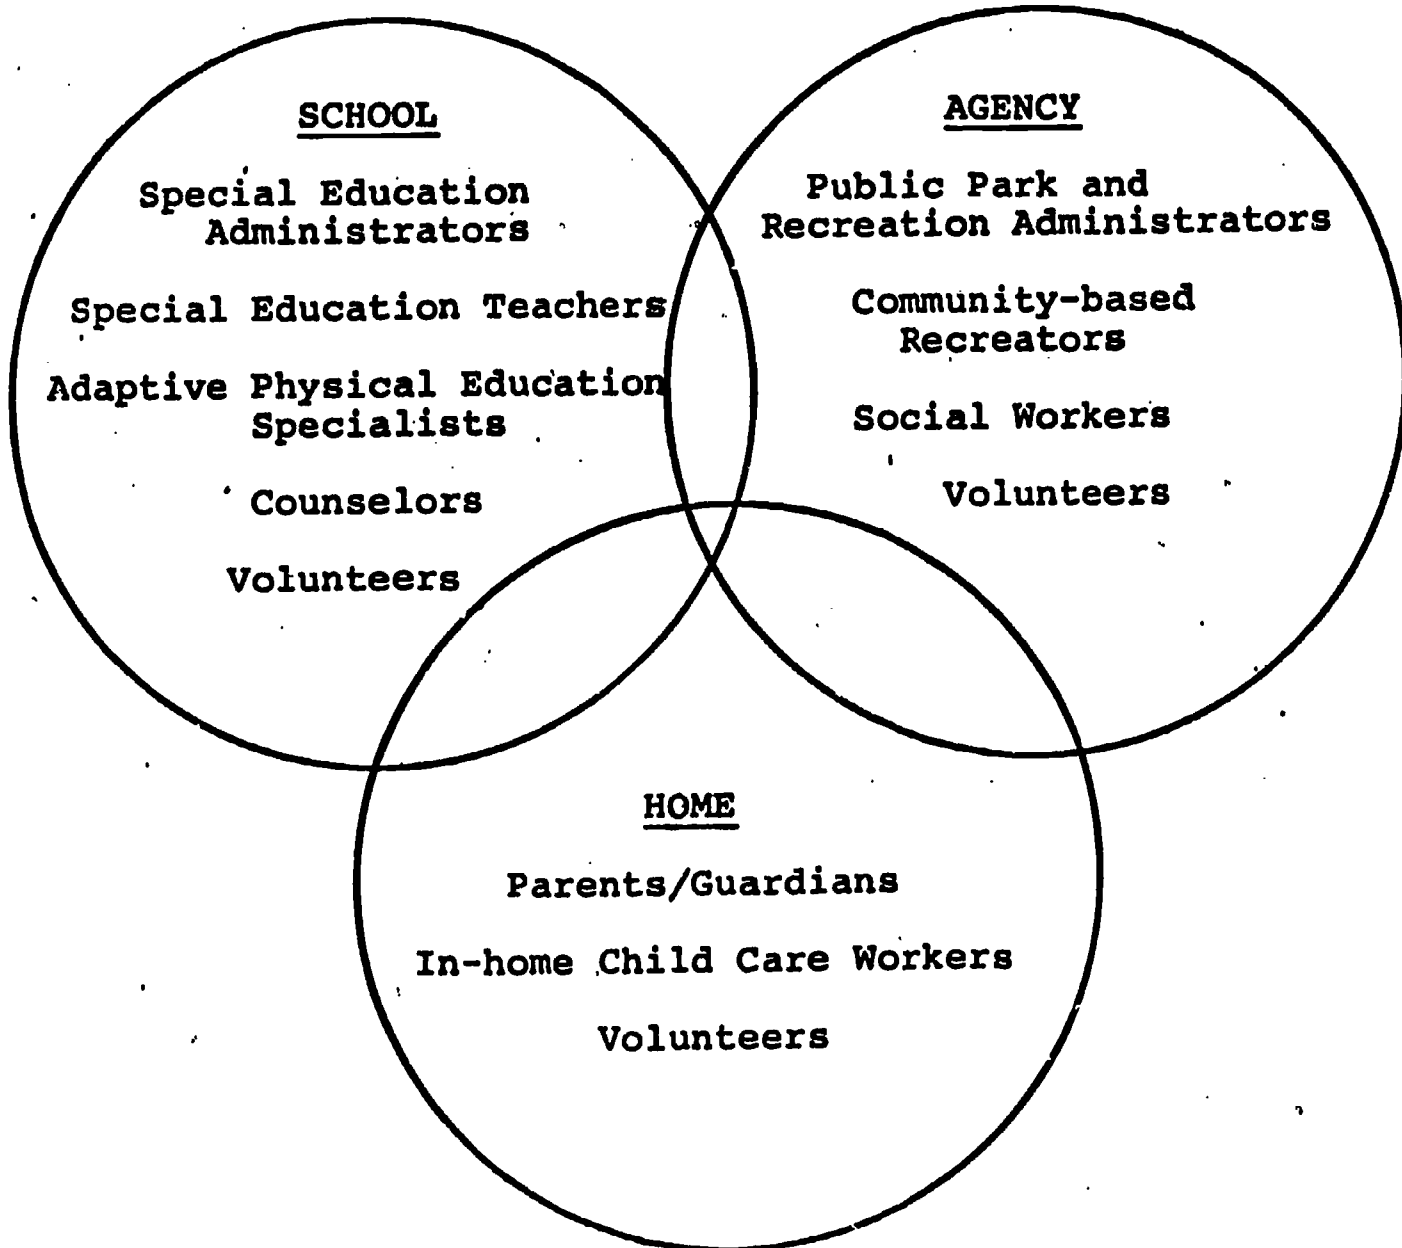 SCHOOL
Special Education
Administrators
Special Education Teachers
Adaptive Physical Education
Specialists
Counselors
Volunteers
AGENCY
Public Park and
Recreation Administrators
Community-based
Recreators
Social Workers
Volunteers
HOME
Parents/Guardians
In-home Child Care Workers
Volunteers